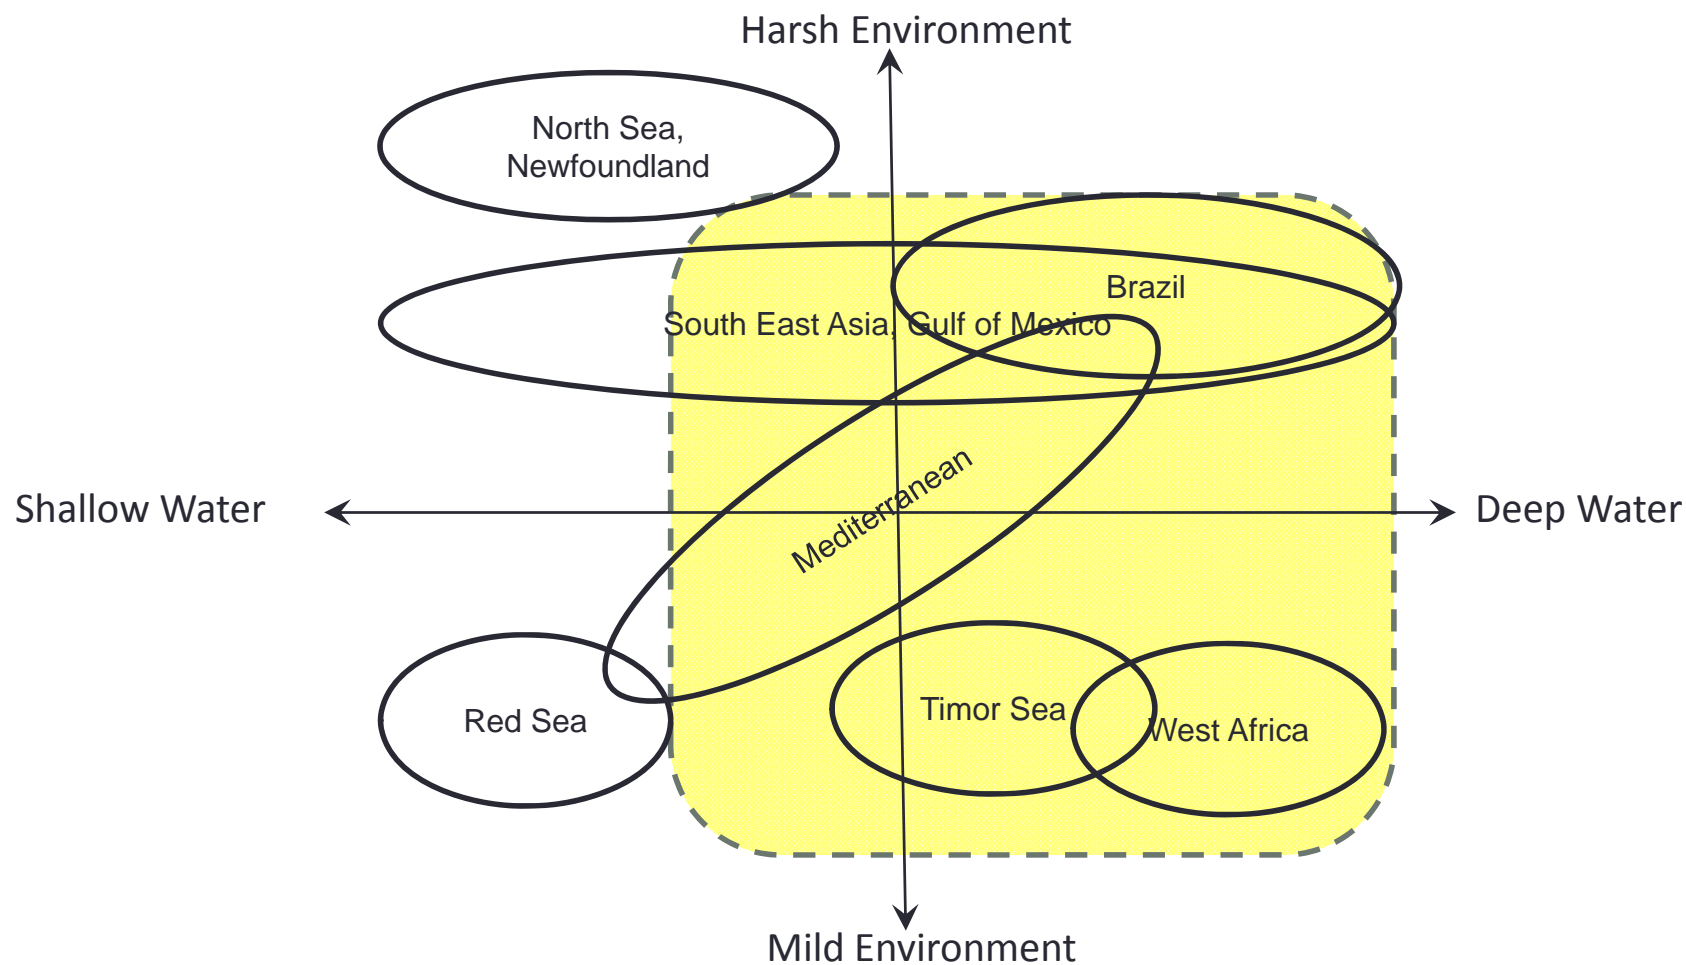 Harsh Environment
North Sea,
Newfoundland
Brazil
South East Asia, Gulf of Mexico
Mediterranean
Shallow Water
Deep Water
Red Sea
Timor Sea
West Africa
Mild Environment